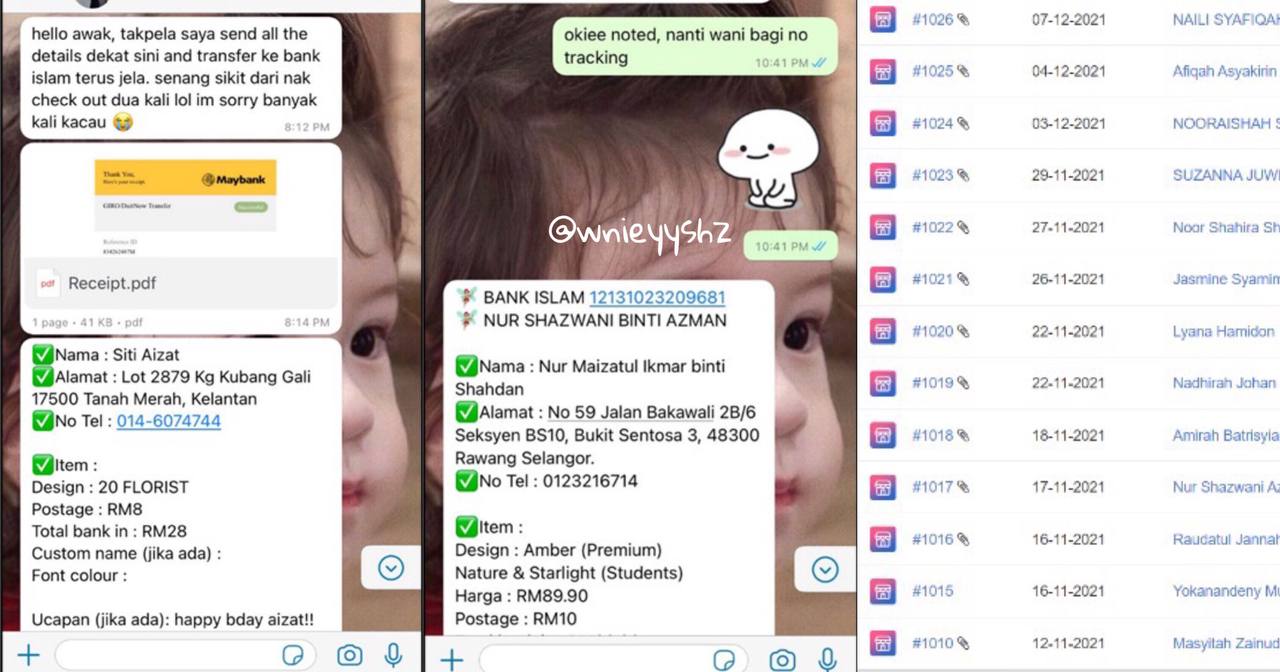 hello awak, takpela saya send all the
details dekat sini and transfer ke bank
islam terus jela. senang sikit dari nak
check out dua kali lol im sorry banyak
kali kacau 😭
8:12 PM
Thank You,
Here's your receipt
Maybank
GIRO/DuitNow Transfer
Successful
Reference ID
pdf
Receipt.pdf
1 page • 41 KB • pdf
8:14 PM
✅Nama : Siti Aizat
✅Alamat : Lot 2879 Kg Kubang Gali
17500 Tanah Merah, Kelantan
✅No Tel : 014-6074744
✅Item :
Design : 20 FLORIST
Postage : RM8
Total bank in : RM28
Custom name (jika ada) :
Font colour :
Ucapan (jika ada): happy bday aizat!!
okiee noted, nanti wani bagi no
tracking
10:41 PM
@wnieyyshz
10:41 PM
🧚 BANK ISLAM 12131023209681
🧚 NUR SHAZWANI BINTI AZMAN
✅Nama : Nur Maizatul Ikmar binti
Shahdan
✅Alamat : No 59 Jalan Bakawali 2B/6
Seksyen BS10, Bukit Sentosa 3, 48300
Rawang Selangor.
✅No Tel : 0123216714
✅Item :
Design : Amber (Premium)
Nature & Starlight (Students)
Harga : RM89.90
Postage : RM10
#1026 07-12-2021 NAILI SYAFIQAH
#1025 04-12-2021 Afiqah Asyakirin
#1024 03-12-2021 NOORAISHAH S
#1023 29-11-2021 SUZANNA JUWI
#1022 27-11-2021 Noor Shahira Sh
#1021 26-11-2021 Jasmine Syamim
#1020 22-11-2021 Lyana Hamidon
#1019 22-11-2021 Nadhirah Johan
#1018 18-11-2021 Amirah Batrisyia
#1017 17-11-2021 Nur Shazwani Az
#1016 16-11-2021 Raudatul Jannah
#1015 16-11-2021 Yokanandeny Mu
#1010 12-11-2021 Masyitah Zainud